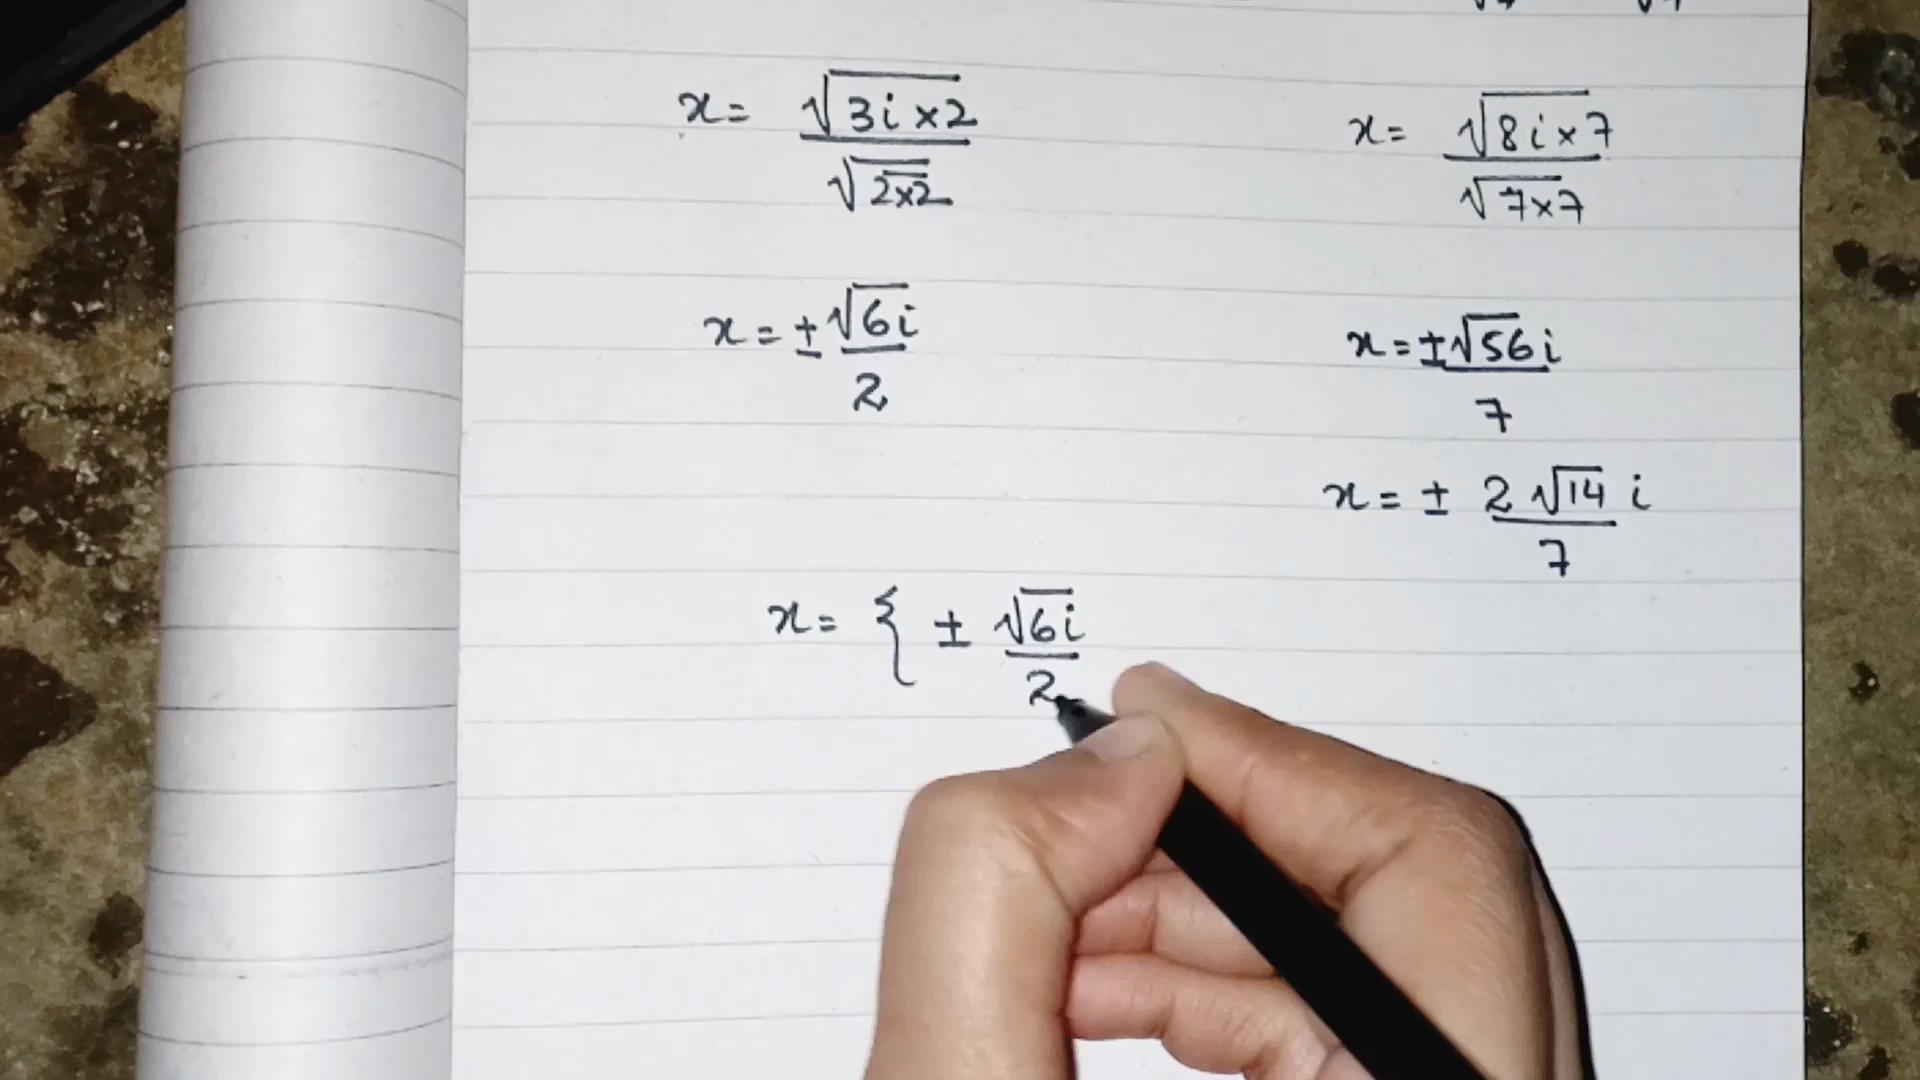 x = √3i×2 / √2×2
x = ±√6i / 2
x = √8i×7 / √7×7
x = ±√56i / 7
x = ± 2√14 i / 7
x = { ± √6i / 2